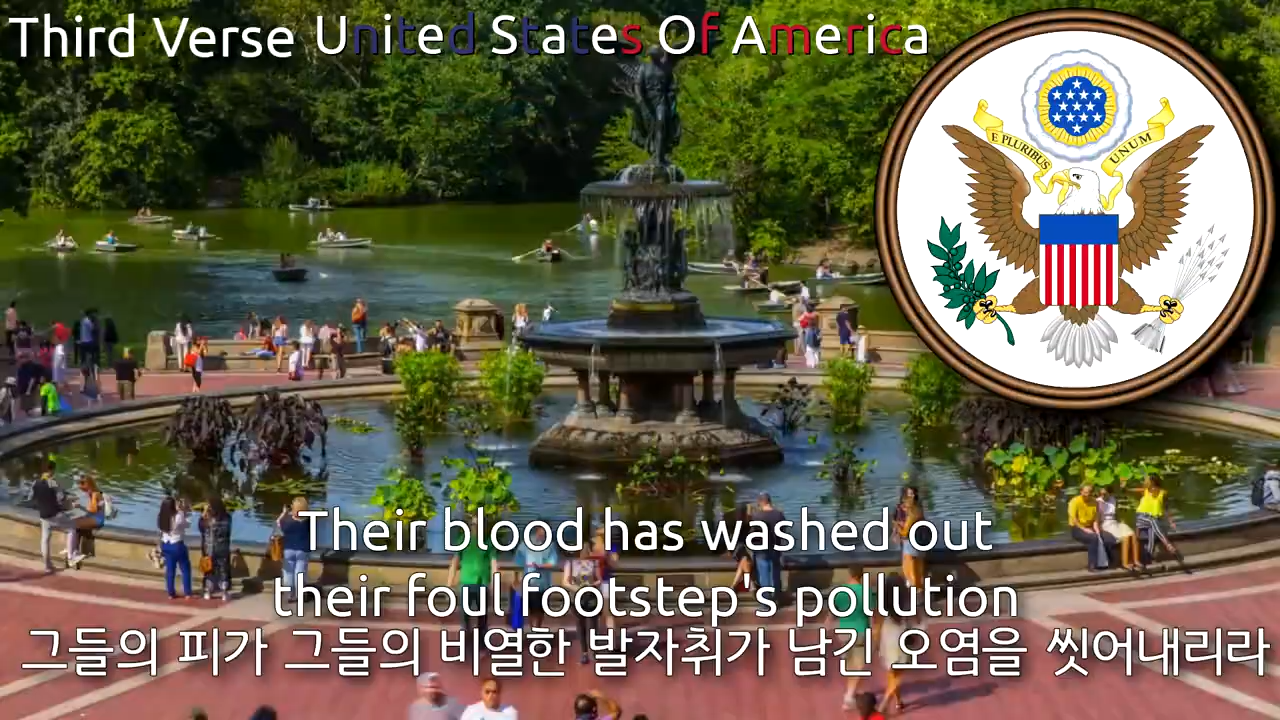 Third Verse United States Of America
E PLURIBUS UNUM
Their blood has washed out
their foul footstep's pollution
그들의 피가 그들의 비열한 발자취가 남긴 오염을 씻어내리라